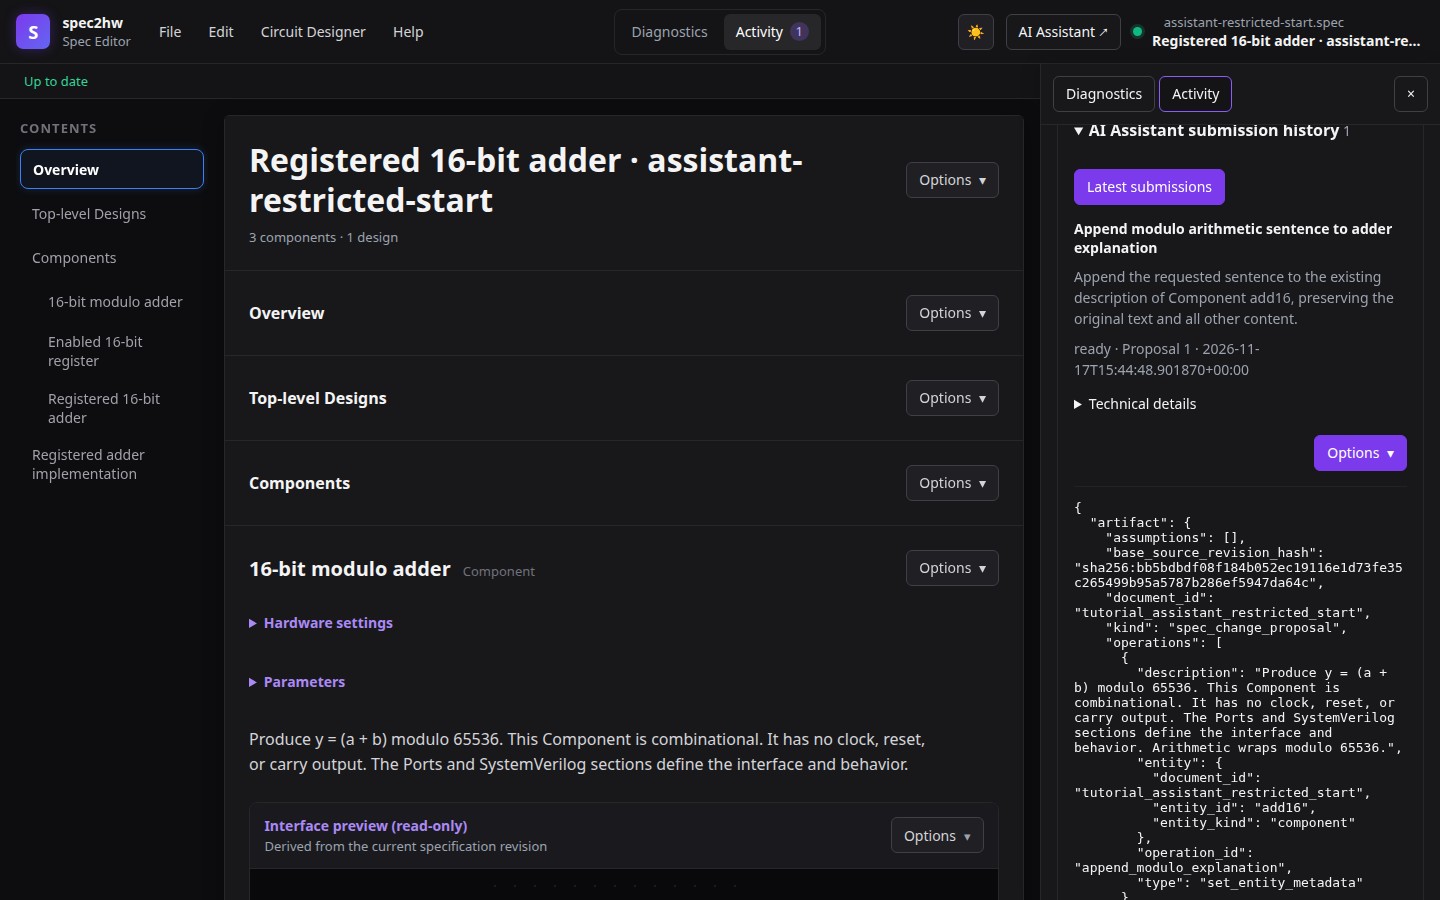 S
spec2hw
Spec Editor
File
Edit
Circuit Designer
Help
Diagnostics
Activity 1
AI Assistant ↗
assistant-restricted-start.spec
Registered 16-bit adder · assistant-re...
Up to date
CONTENTS
Overview
Top-level Designs
Components
16-bit modulo adder
Enabled 16-bit
register
Registered 16-bit
adder
Registered adder
implementation
Registered 16-bit adder · assistant-
restricted-start
3 components · 1 design
Options ▾
Overview
Options ▾
Top-level Designs
Options ▾
Components
Options ▾
16-bit modulo adder Component
Options ▾
▶ Hardware settings
▶ Parameters
Produce y = (a + b) modulo 65536. This Component is combinational. It has no clock, reset,
or carry output. The Ports and SystemVerilog sections define the interface and behavior.
Interface preview (read-only)
Derived from the current specification revision
Options ▾
Diagnostics
Activity
×
▼ AI Assistant submission history 1
Latest submissions
Append modulo arithmetic sentence to adder
explanation
Append the requested sentence to the existing
description of Component add16, preserving the
original text and all other content.
ready · Proposal 1 · 2026-11-
17T15:44:48.901870+00:00
▶ Technical details
Options ▾
{
  "artifact": {
    "assumptions": [],
    "base_source_revision_hash":
"sha256:bb5bdbdf08f184b052ec19116e1d73fe35
c265499b95a5787b286ef5947da64c",
    "document_id":
"tutorial_assistant_restricted_start",
    "kind": "spec_change_proposal",
    "operations": [
      {
        "description": "Produce y = (a +
b) modulo 65536. This Component is
combinational. It has no clock, reset, or
carry output. The Ports and SystemVerilog
sections define the interface and
behavior. Arithmetic wraps modulo 65536.",
        "entity": {
          "document_id":
"tutorial_assistant_restricted_start",
          "entity_id": "add16",
          "entity_kind": "component"
        },
        "operation_id":
"append_modulo_explanation",
        "type": "set_entity_metadata"
      }